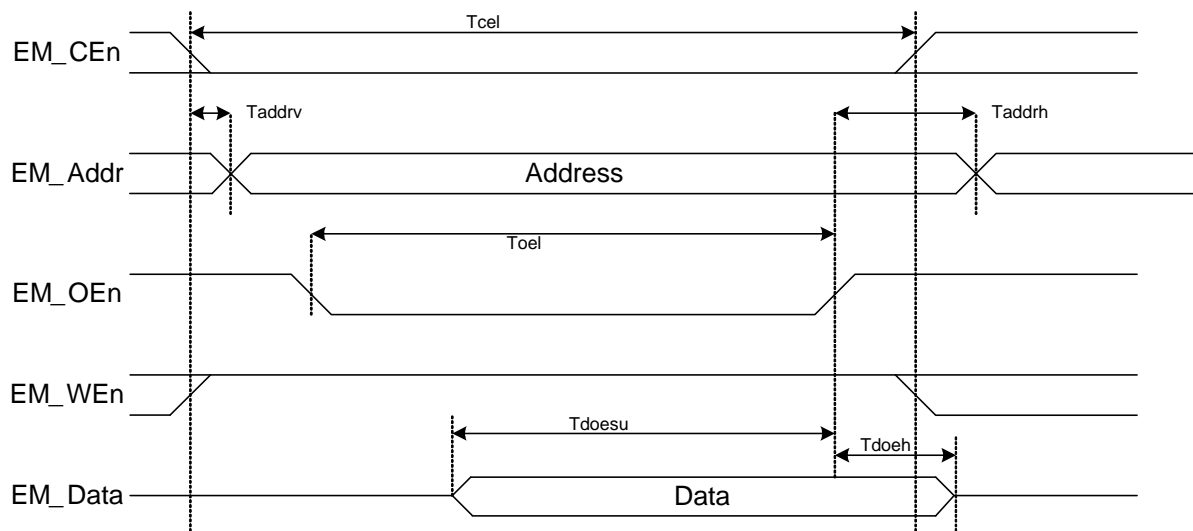 Tcel
EM_CEn
Taddrv
Taddrh
EM_Addr
Address
Toel
EM_OEn
EM_WEn
Tdoesu
Tdoeh
EM_Data
Data